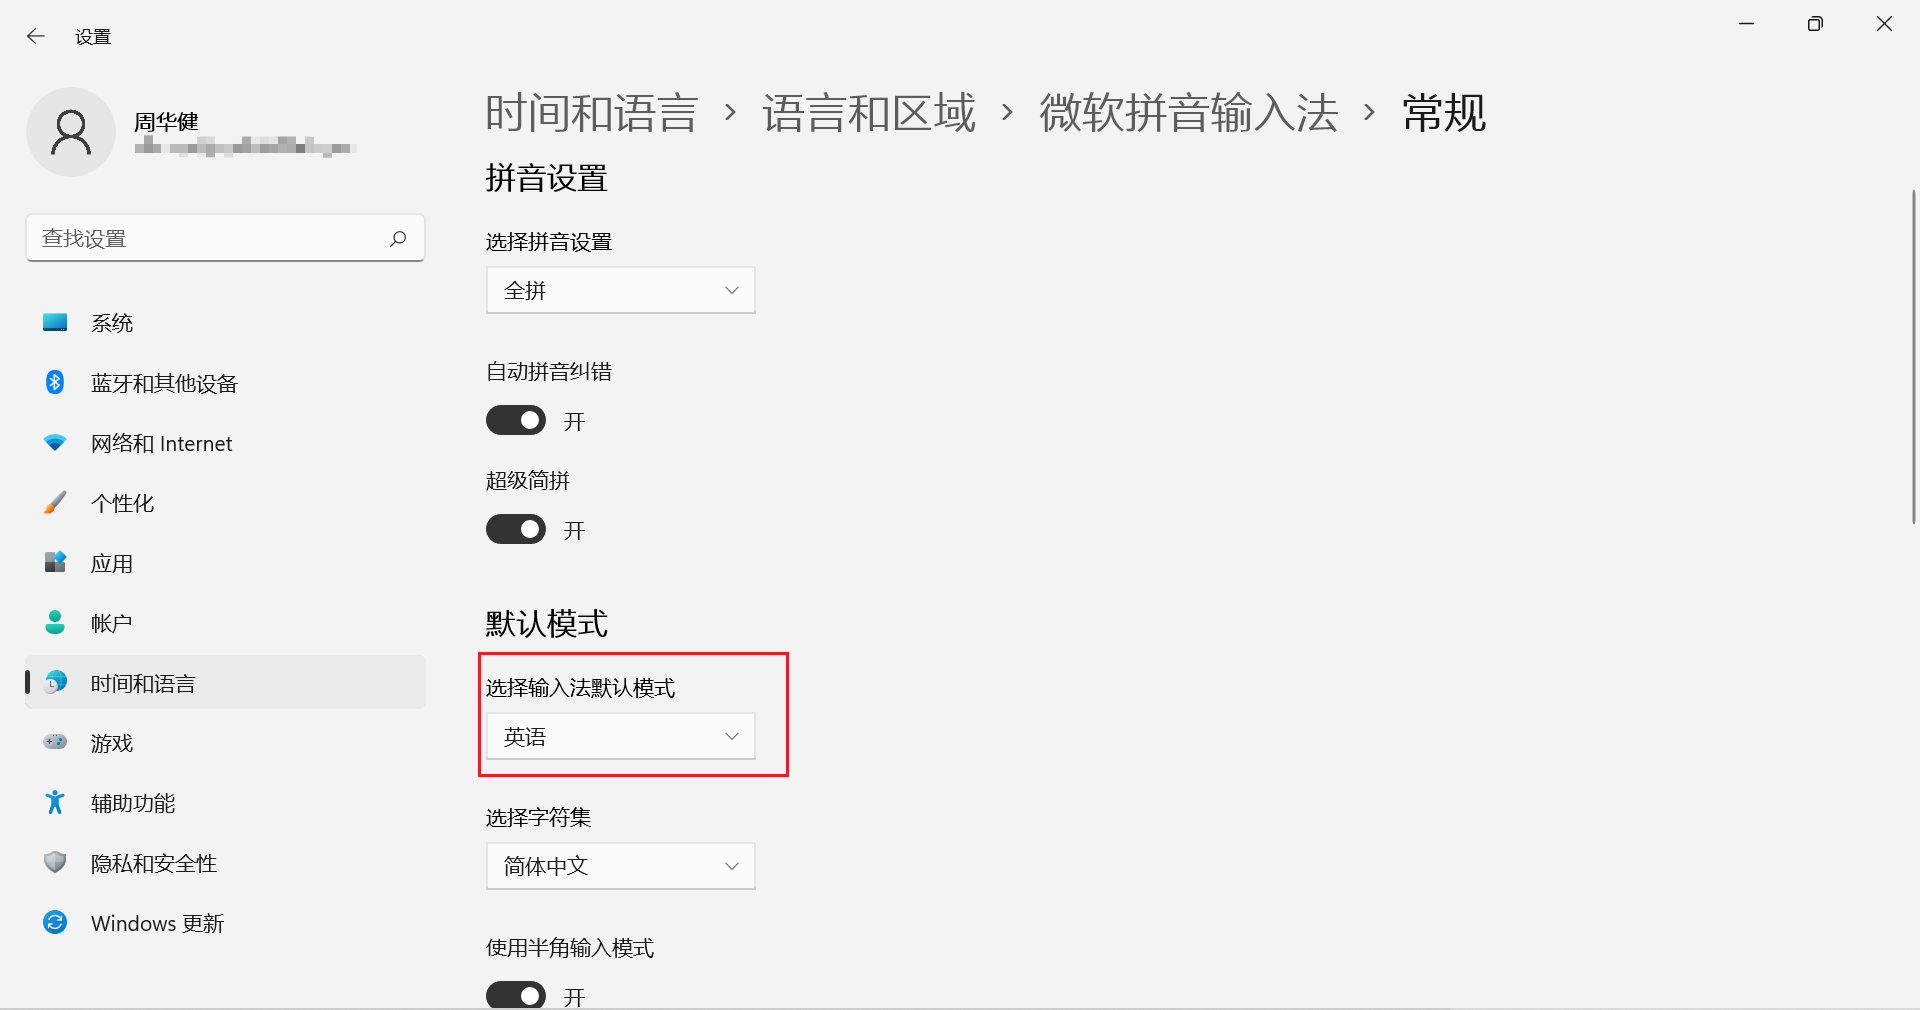 设置
周华健
查找设置
系统
蓝牙和其他设备
网络和 Internet
个性化
应用
帐户
时间和语言
游戏
辅助功能
隐私和安全性
Windows 更新
时间和语言 › 语言和区域 › 微软拼音输入法 › 常规
拼音设置
选择拼音设置
全拼
自动拼音纠错
开
超级简拼
开
默认模式
选择输入法默认模式
英语
选择字符集
简体中文
使用半角输入模式
开